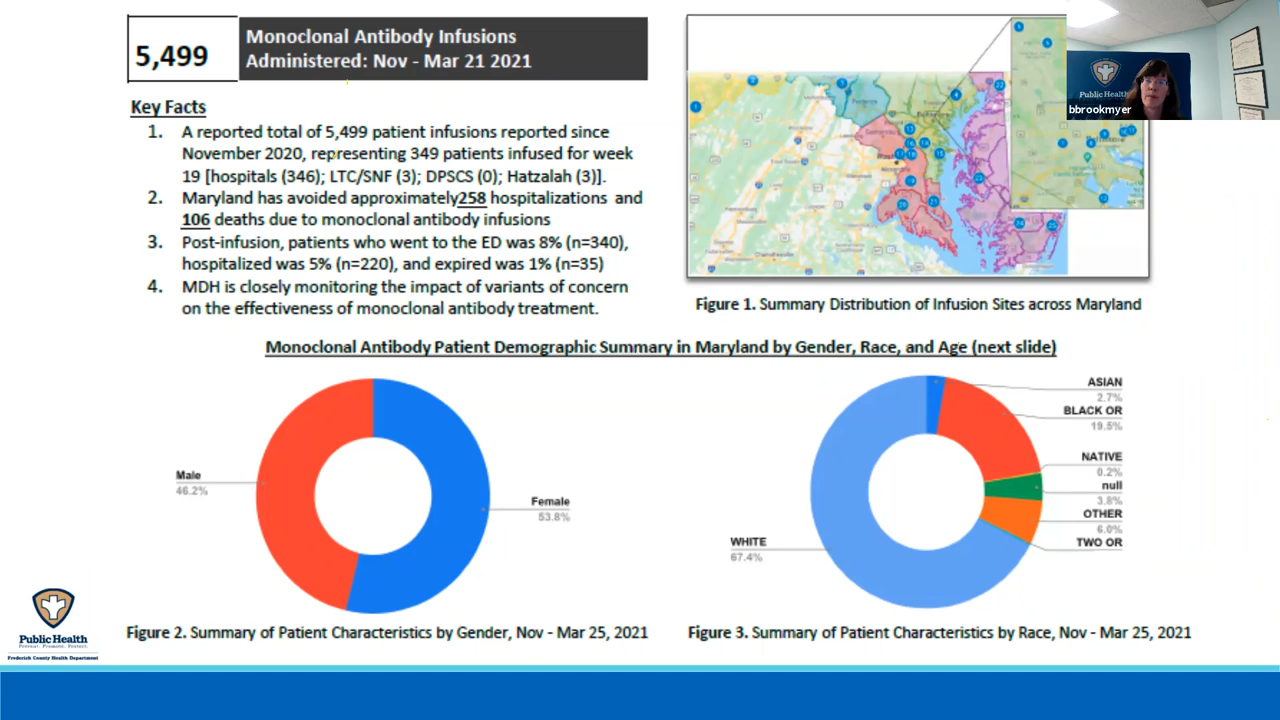 5,499
Monoclonal Antibody Infusions
Administered: Nov - Mar 21 2021
Key Facts
1. A reported total of 5,499 patient infusions reported since
November 2020, representing 349 patients infused for week
19 [hospitals (346); LTC/SNF (3); DPSCS (0); Hatzalah (3)].
2. Maryland has avoided approximately258 hospitalizations and
106 deaths due to monoclonal antibody infusions
3. Post-infusion, patients who went to the ED was 8% (n=340),
hospitalized was 5% (n=220), and expired was 1% (n=35)
4. MDH is closely monitoring the impact of variants of concern
on the effectiveness of monoclonal antibody treatment.
Public Health
bbrookmyer
Figure 1. Summary Distribution of Infusion Sites across Maryland
Monoclonal Antibody Patient Demographic Summary in Maryland by Gender, Race, and Age (next slide)
Male
46.2%
Female
53.8%
Figure 2. Summary of Patient Characteristics by Gender, Nov - Mar 25, 2021
ASIAN
2.7%
BLACK OR
19.5%
NATIVE
0.2%
null
3.8%
OTHER
6.0%
TWO OR
WHITE
67.4%
Figure 3. Summary of Patient Characteristics by Race, Nov - Mar 25, 2021
Public Health
Prevent. Promote. Protect.
Frederick County Health Department